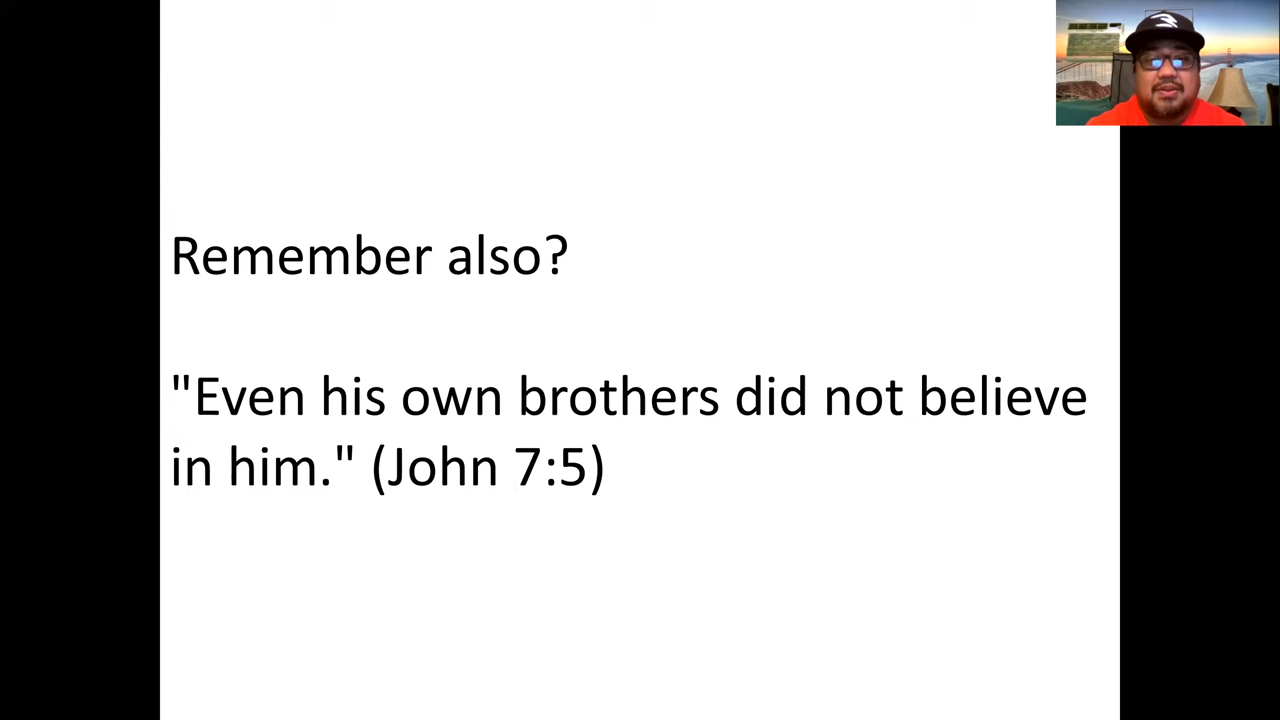 Remember also?
"Even his own brothers did not believe
in him." (John 7:5)